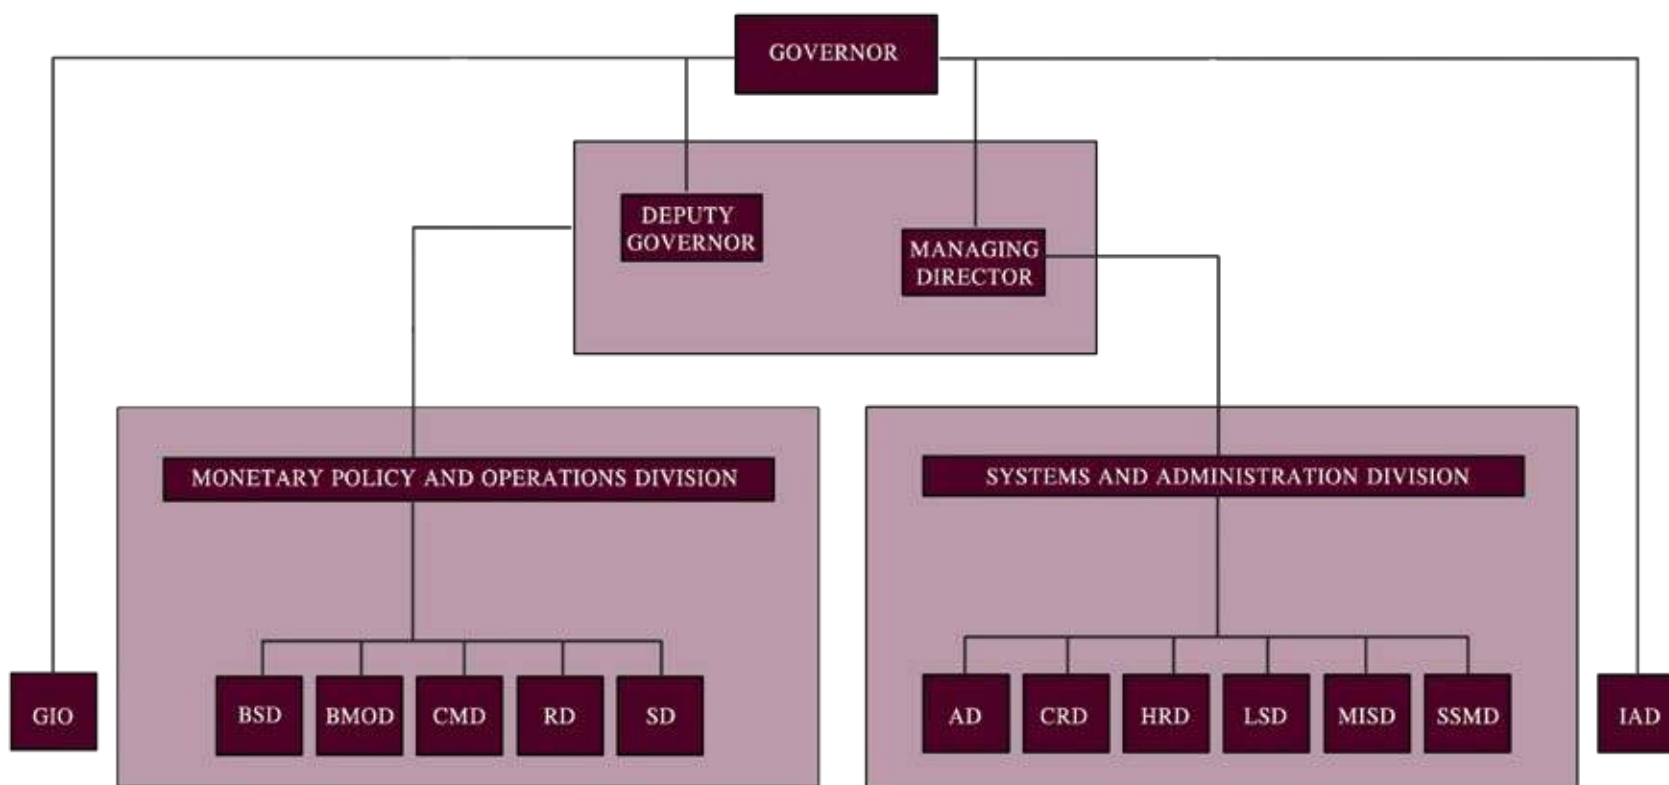 GOVERNOR
DEPUTY
GOVERNOR
MANAGING
DIRECTOR
MONETARY POLICY AND OPERATIONS DIVISION
SYSTEMS AND ADMINISTRATION DIVISION
GIO
BSD
BMOD
CMD
RD
SD
AD
CRD
HRD
LSD
MISD
SSMD
IAD